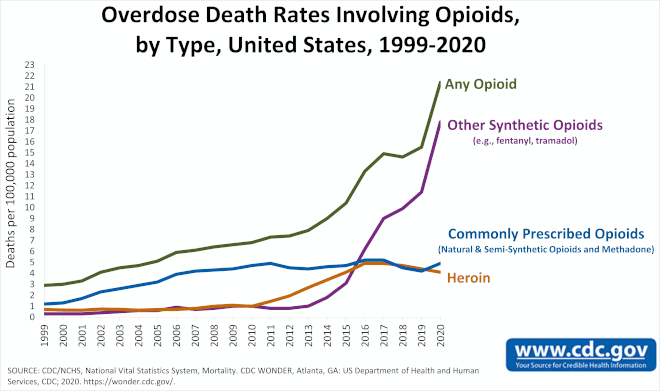 Overdose Death Rates Involving Opioids,
by Type, United States, 1999-2020
Deaths per 100,000 population
23
22
21
20
19
18
17
16
15
14
13
12
11
10
9
8
7
6
5
4
3
2
1
0
Any Opioid
Other Synthetic Opioids
(e.g., fentanyl, tramadol)
Commonly Prescribed Opioids
(Natural & Semi-Synthetic Opioids and Methadone)
Heroin
1999 2000 2001 2002 2003 2004 2005 2006 2007 2008 2009 2010 2011 2012 2013 2014 2015 2016 2017 2018 2019 2020
www.cdc.gov
Your Source for Credible Health Information
SOURCE: CDC/NCHS, National Vital Statistics System, Mortality. CDC WONDER, Atlanta, GA: US Department of Health and Human
Services, CDC; 2020. https://wonder.cdc.gov/.